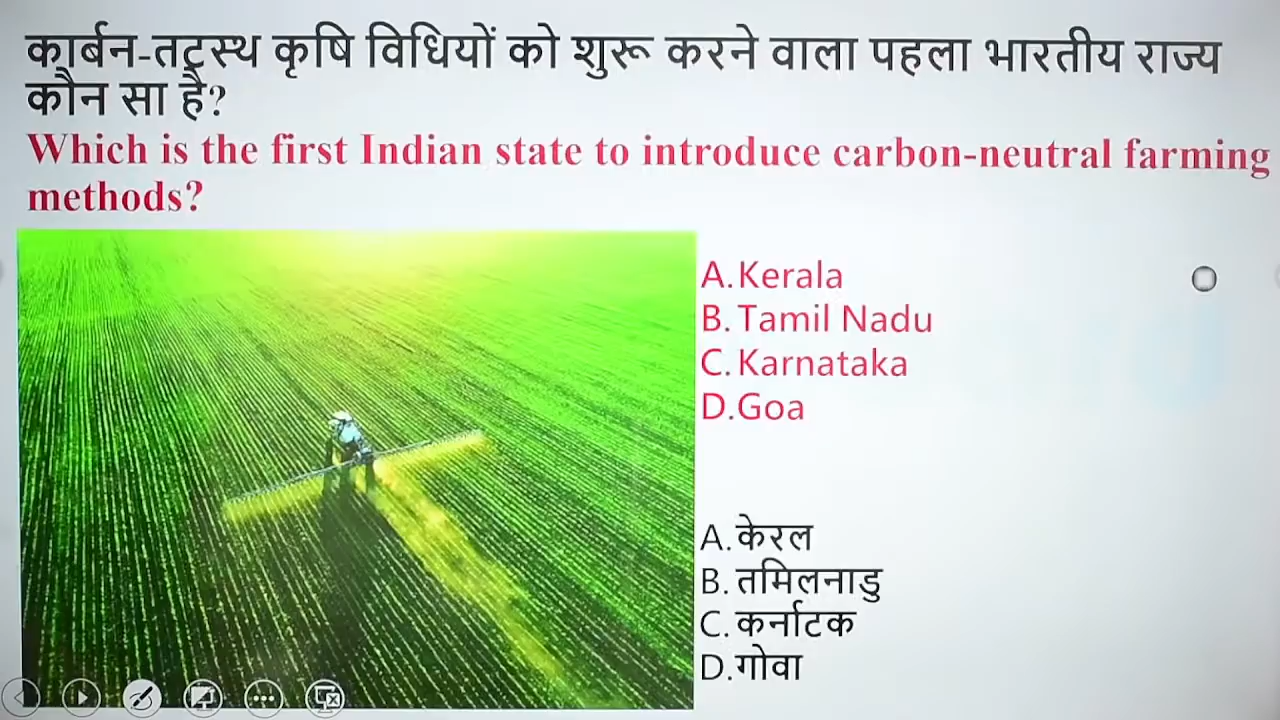 कार्बन-तटस्थ कृषि विधियों को शुरू करने वाला पहला भारतीय राज्य
कौन सा है?
Which is the first Indian state to introduce carbon-neutral farming
methods?
A.Kerala
B.Tamil Nadu
C.Karnataka
D.Goa
A.केरल
B.तमिलनाडु
C.कर्नाटक
D.गोवा